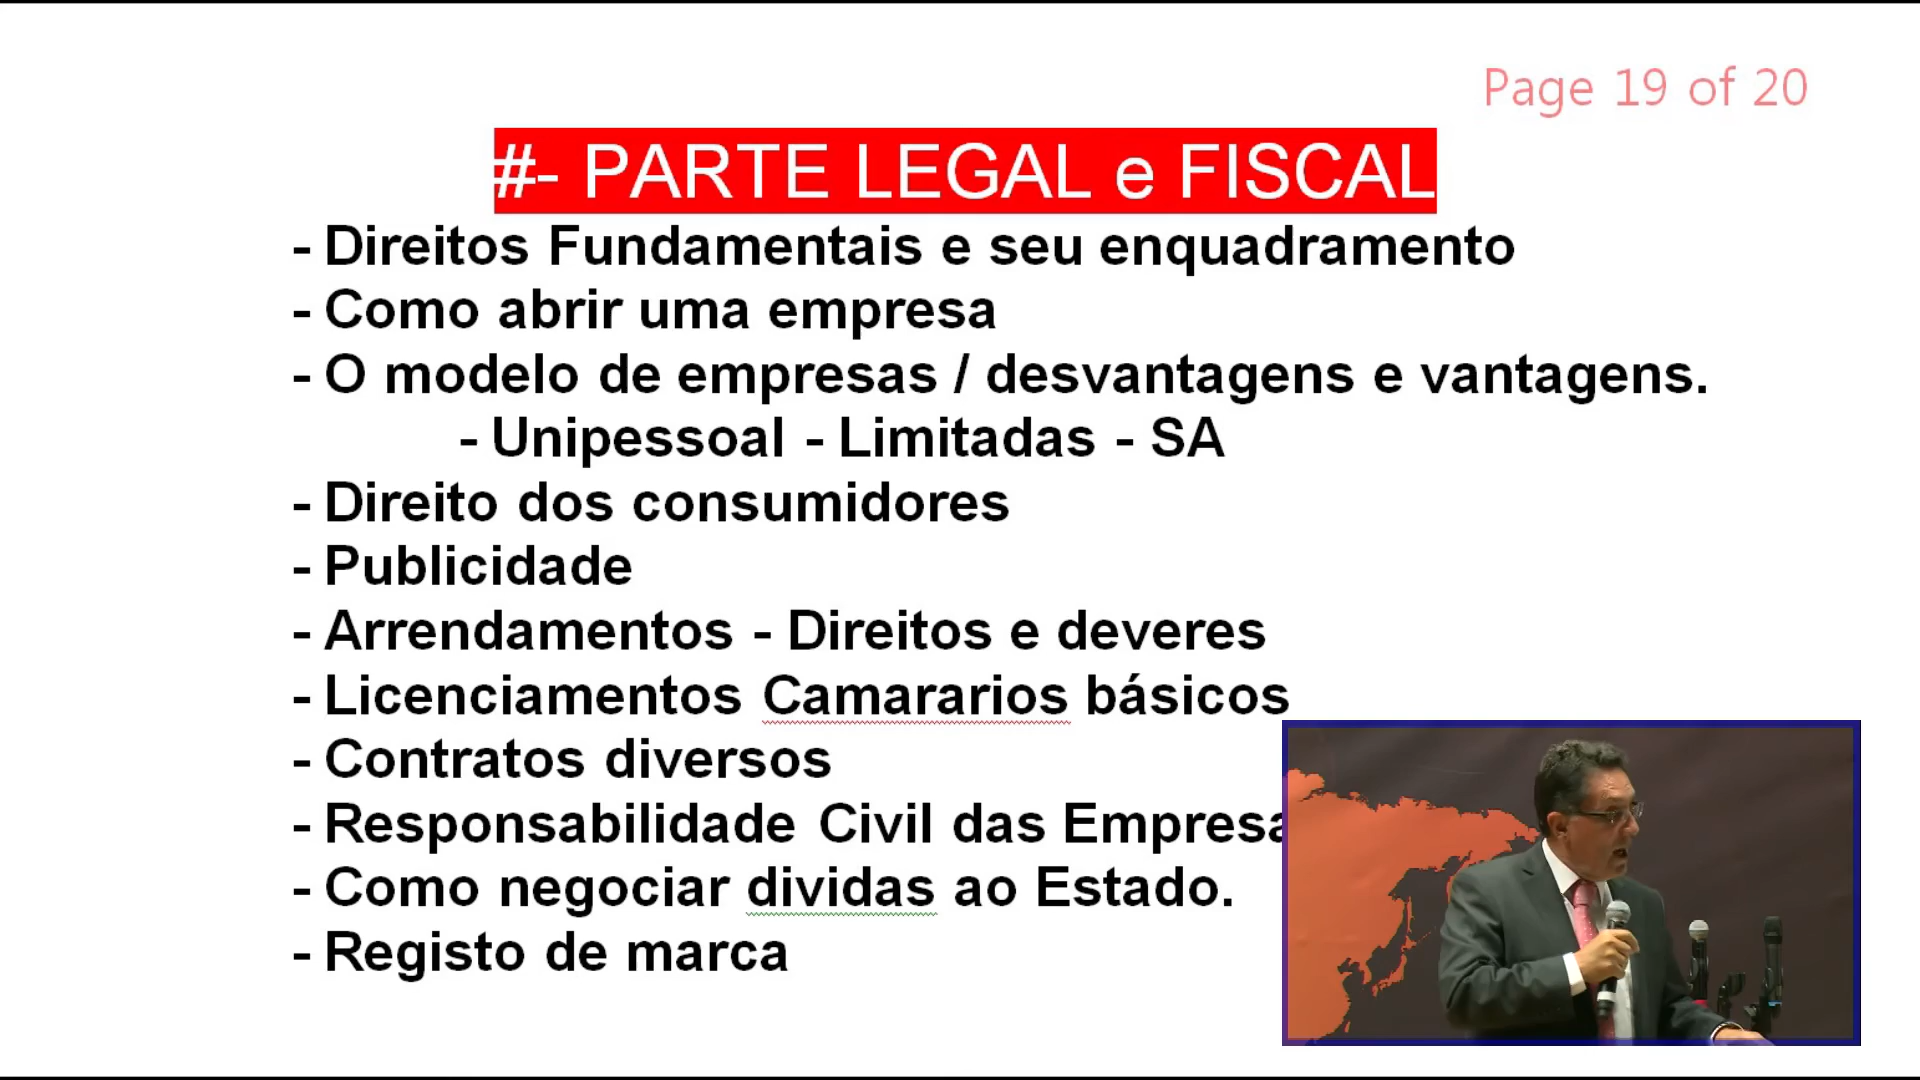 Page 19 of 20
#- PARTE LEGAL e FISCAL
- Direitos Fundamentais e seu enquadramento
- Como abrir uma empresa
- O modelo de empresas / desvantagens e vantagens.
- Unipessoal - Limitadas - SA
- Direito dos consumidores
- Publicidade
- Arrendamentos - Direitos e deveres
- Licenciamentos Camararios básicos
- Contratos diversos
- Responsabilidade Civil das Empresa
- Como negociar dividas ao Estado.
- Registo de marca